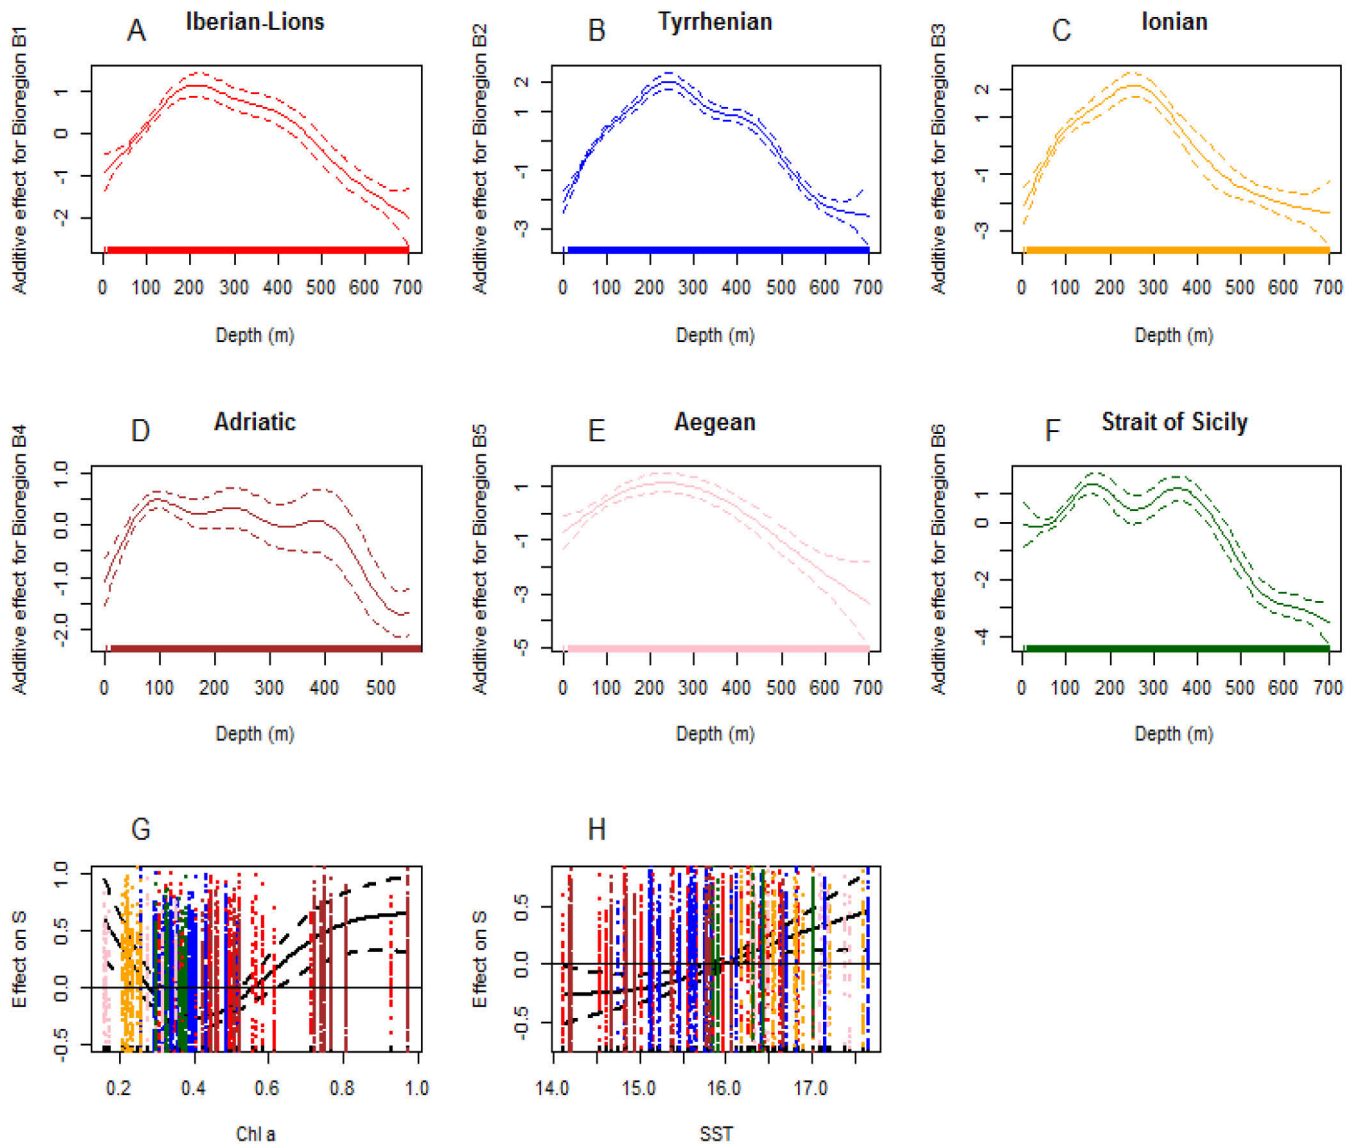 A Iberian-Lions
B Tyrrhenian
C Ionian
Additive effect for Bioregion B1
1
0
-1
-2
0 100 200 300 400 500 600 700
Depth (m)
Additive effect for Bioregion B2
2
1
-1
-3
0 100 200 300 400 500 600 700
Depth (m)
Additive effect for Bioregion B3
2
1
-1
-3
0 100 200 300 400 500 600 700
Depth (m)
D Adriatic
E Aegean
F Strait of Sicily
Additive effect for Bioregion B4
1.0
0.0
-1.0
-2.0
0 100 200 300 400 500
Depth (m)
Additive effect for Bioregion B5
1
-1
-3
-5
0 100 200 300 400 500 600 700
Depth (m)
Additive effect for Bioregion B6
1
0
-2
-4
0 100 200 300 400 500 600 700
Depth (m)
G
H
Effect on S
1.0
0.5
0.0
-0.5
0.2 0.4 0.6 0.8 1.0
Chl a
Effect on S
0.5
0.0
-0.5
14.0 15.0 16.0 17.0
SST